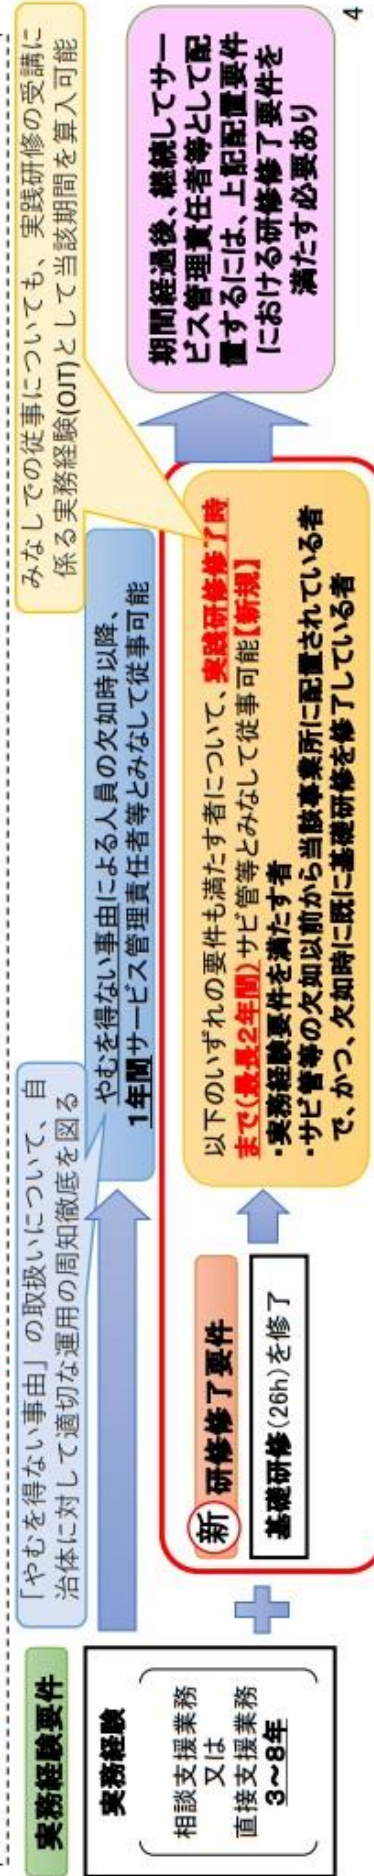 実務経験要件
実務経験
相談支援業務
又は
直接支援業務
3~8年
「やむを得ない事由」の取扱いについて、自
治体に対して適切な運用の周知徹底を図る
やむを得ない事由による人員の欠如時以降、
1年間サービス管理責任者等とみなして従事可能
みなしでの従事についても、実践研修の受講に
係る実務経験(OJT)として当該期間を算入可能
新 研修修了要件
基礎研修(26h)を修了
以下のいずれの要件も満たす者について、実践研修修了時
まで(最長2年間)サビ管等とみなして従事可能【新規】
・実務経験要件を満たす者
・サビ管等の欠如以前から当該事業所に配置されている者
で、かつ、欠如時に既に基礎研修を修了している者
期間経過後、継続してサー
ビス管理責任者等として配
置するには、上記配置要件
における研修修了要件を
満たす必要あり
4